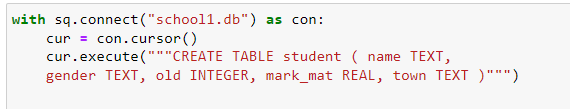 with sq.connect("school1.db") as con:
    cur = con.cursor()
    cur.execute("""CREATE TABLE student ( name TEXT,
    gender TEXT, old INTEGER, mark_mat REAL, town TEXT )""")